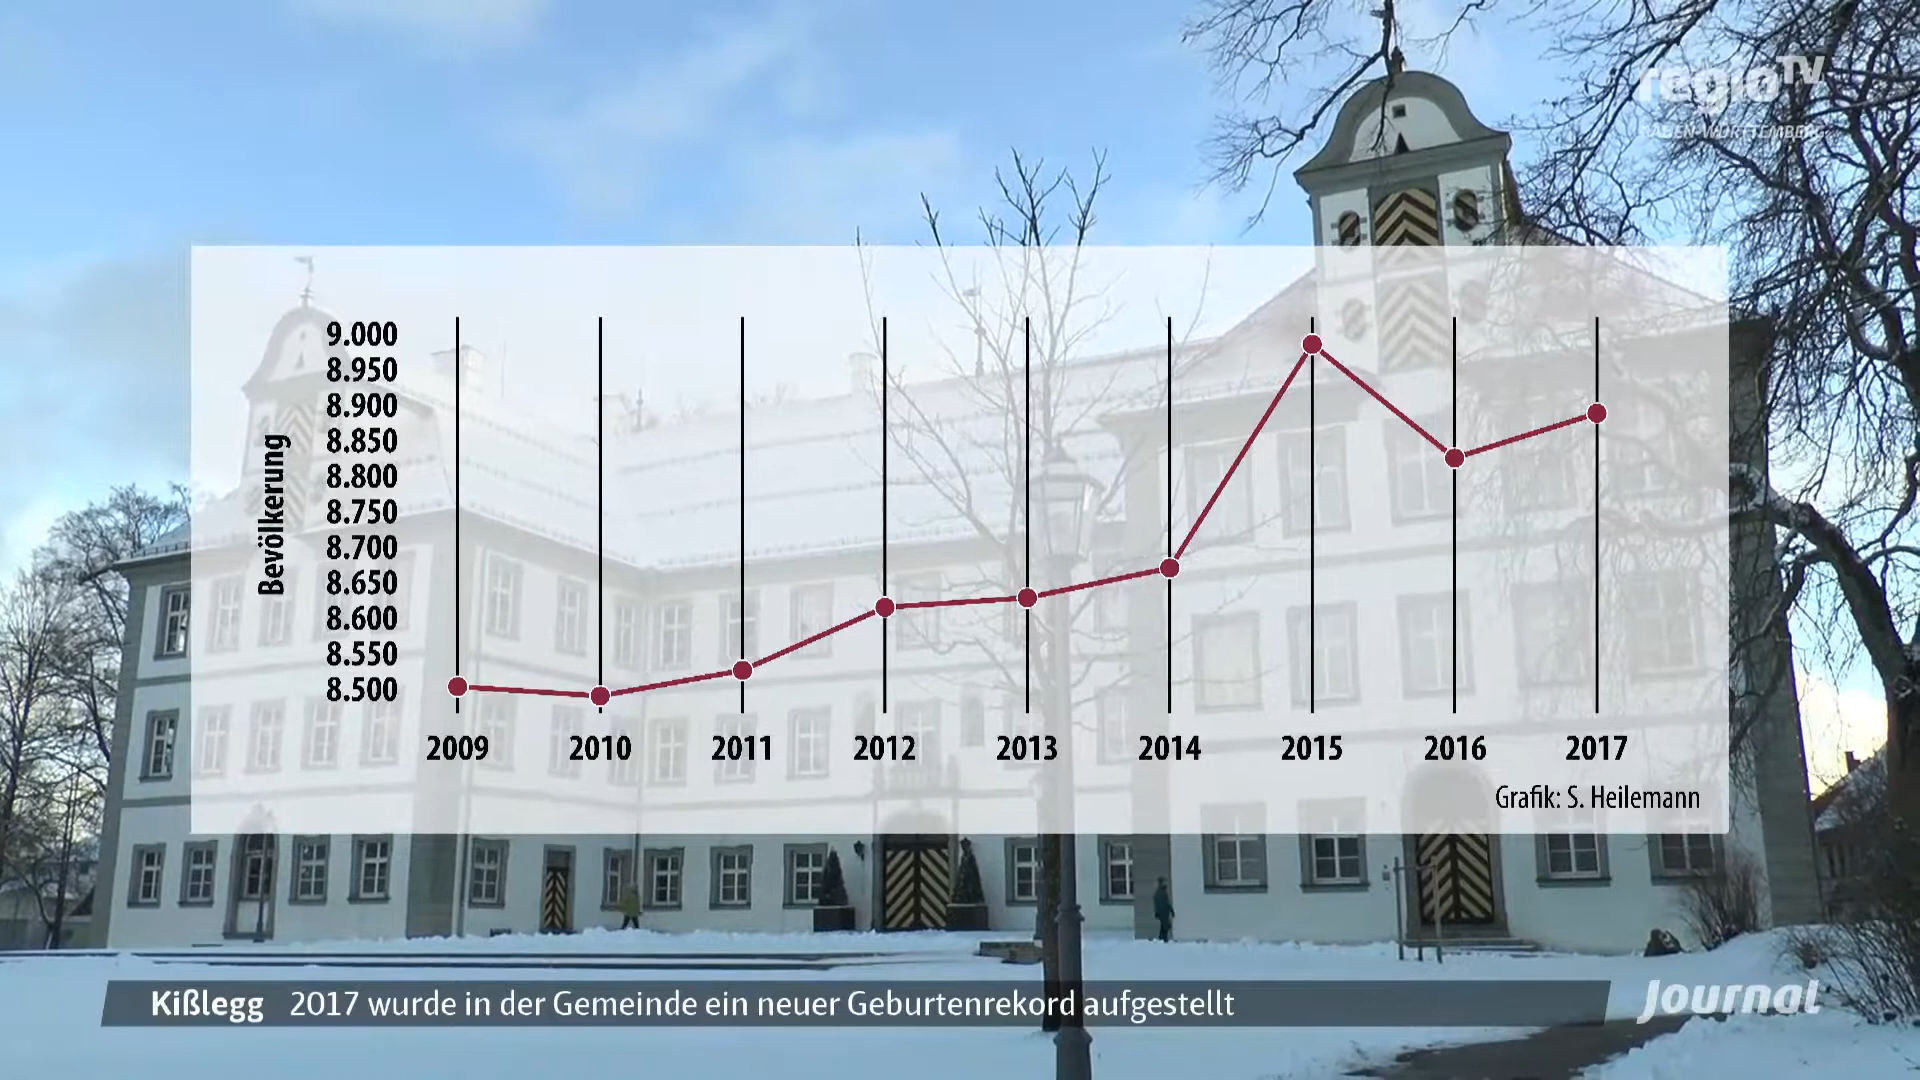 regioTV
BADEN-WÜRTTEMBERG
Bevölkerung
9.000
8.950
8.900
8.850
8.800
8.750
8.700
8.650
8.600
8.550
8.500
2009 2010 2011 2012 2013 2014 2015 2016 2017
Grafik: S. Heilemann
Kißlegg 2017 wurde in der Gemeinde ein neuer Geburtenrekord aufgestellt
Journal